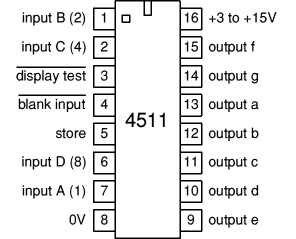 input B (2) 1 16 +3 to +15V
input C (4) 2 15 output f
display test 3 14 output g
blank input 4 13 output a
4511
store 5 12 output b
input D (8) 6 11 output c
input A (1) 7 10 output d
0V 8 9 output e